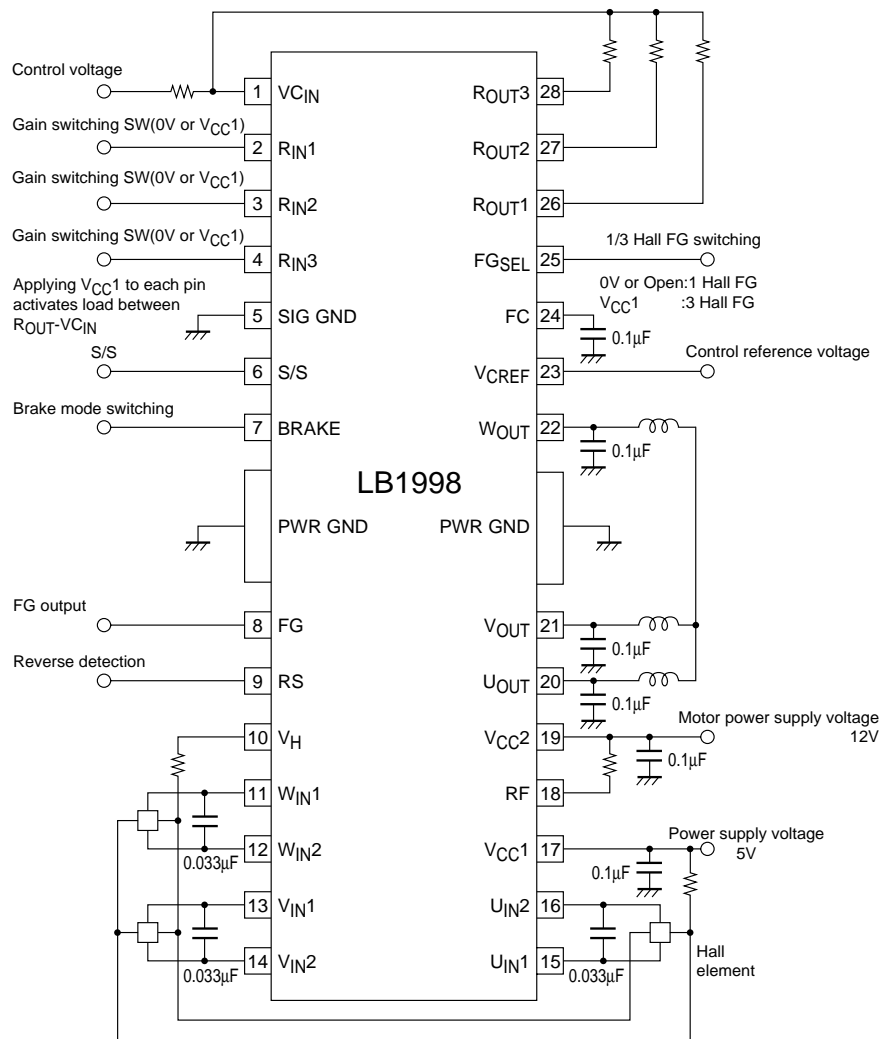 Control voltage
1 VCIN
ROUT3 28
Gain switching SW(0V or VCC1)
2 RIN1
ROUT2 27
Gain switching SW(0V or VCC1)
3 RIN2
ROUT1 26
Gain switching SW(0V or VCC1)
4 RIN3
FGSEL 25
1/3 Hall FG switching
0V or Open:1 Hall FG
VCC1 :3 Hall FG
Applying VCC1 to each pin
activates load between
ROUT-VCIN
5 SIG GND
FC 24
0.1µF
S/S
6 S/S
VCREF 23
Control reference voltage
Brake mode switching
7 BRAKE
WOUT 22
0.1µF
LB1998
PWR GND PWR GND
FG output
8 FG
VOUT 21
0.1µF
Reverse detection
9 RS
UOUT 20
0.1µF
10 VH
VCC2 19
Motor power supply voltage
12V
0.1µF
11 WIN1
RF 18
12 WIN2
0.033µF
VCC1 17
Power supply voltage
5V
0.1µF
13 VIN1
UIN2 16
14 VIN2
0.033µF
UIN1 15
0.033µF
Hall
element